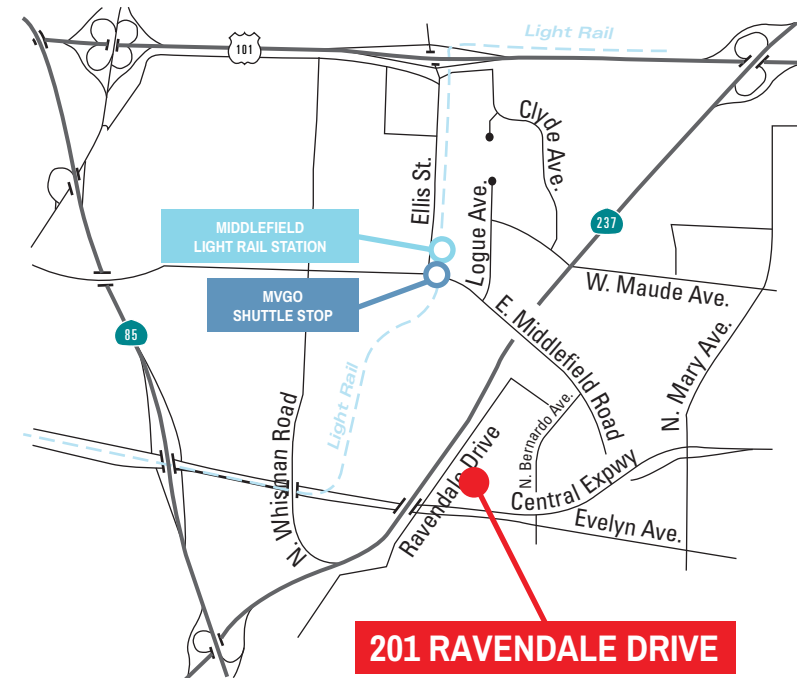 Light Rail
101
Clyde Ave.
Ellis St.
Logue Ave.
MIDDLEFIELD
LIGHT RAIL STATION
237
MVGO
SHUTTLE STOP
W. Maude Ave.
E. Middlefield Road
85
N. Mary Ave.
Light Rail
N. Whisman Road
N. Bernardo Ave.
Ravendale Drive
Central Expwy
Evelyn Ave.
201 RAVENDALE DRIVE